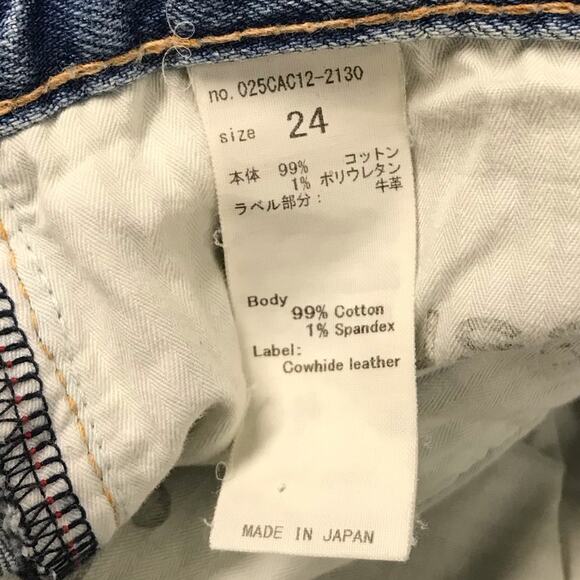 no. 025CAC12-2130
size 24
本体 99% コットン
1% ポリウレタン
ラベル部分： 牛革
Body
99% Cotton
1% Spandex
Label:
Cowhide leather
MADE IN JAPAN